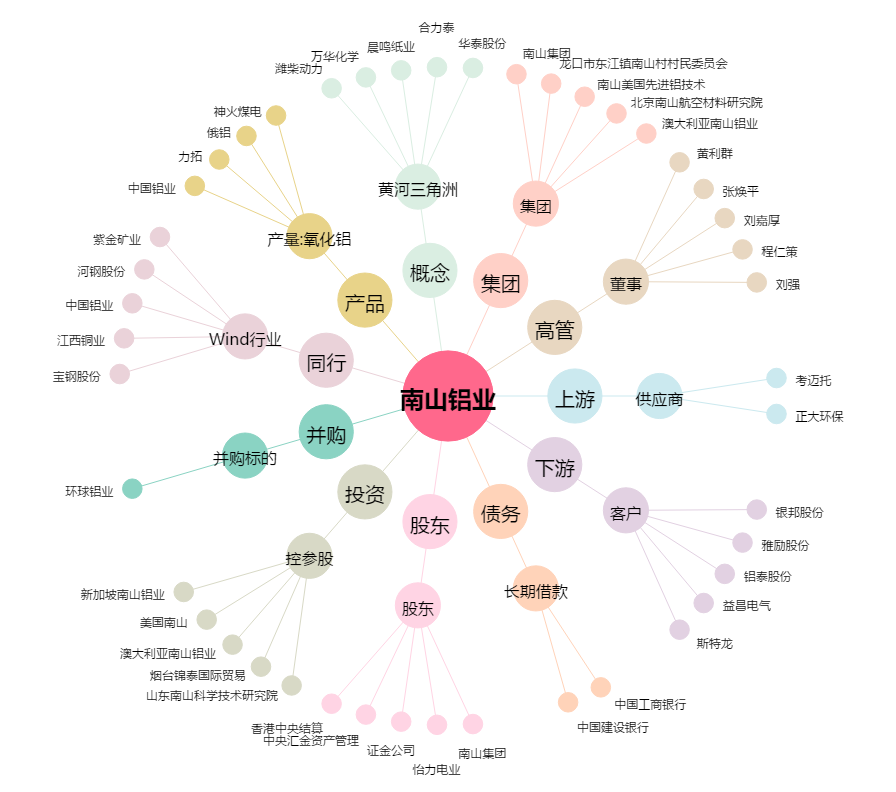 合力泰
华泰股份
晨鸣纸业
万华化学
潍柴动力
南山集团
龙口市东江镇南山村村民委员会
南山美国先进铝技术
北京南山航空材料研究院
澳大利亚南山铝业
神火煤电
俄铝
力拓
中国铝业
黄河三角洲
集团
黄利群
张焕平
刘嘉厚
程仁策
刘强
董事
产量:氧化铝
紫金矿业
河钢股份
中国铝业
江西铜业
宝钢股份
Wind行业
概念
集团
产品
高管
同行
南山铝业
上游
供应商
考迈托
正大环保
并购
并购标的
环球铝业
下游
投资
债务
股东
客户
银邦股份
雅励股份
铝泰股份
益昌电气
斯特龙
控参股
新加坡南山铝业
美国南山
澳大利亚南山铝业
烟台锦泰国际贸易
山东南山科学技术研究院
股东
长期借款
中国工商银行
中国建设银行
香港中央结算
中央汇金资产管理
证金公司
怡力电业
南山集团